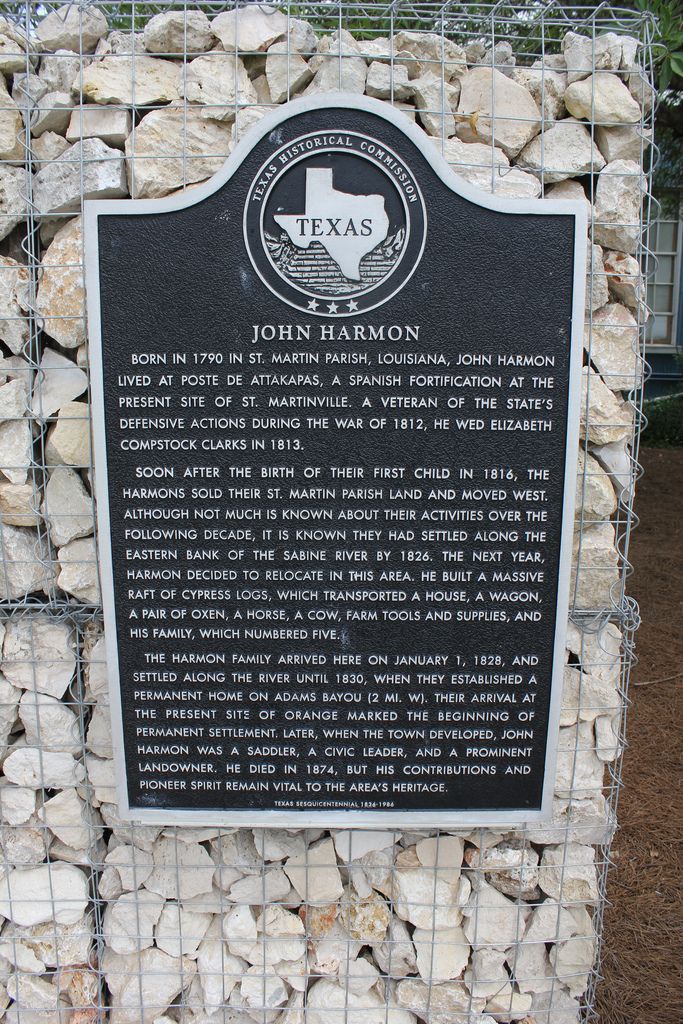 TEXAS HISTORICAL COMMISSION
TEXAS
JOHN HARMON
BORN IN 1790 IN ST. MARTIN PARISH, LOUISIANA, JOHN HARMON
LIVED AT POSTE DE ATTAKAPAS, A SPANISH FORTIFICATION AT THE
PRESENT SITE OF ST. MARTINVILLE. A VETERAN OF THE STATE'S
DEFENSIVE ACTIONS DURING THE WAR OF 1812, HE WED ELIZABETH
COMPSTOCK CLARKS IN 1813.
SOON AFTER THE BIRTH OF THEIR FIRST CHILD IN 1816, THE
HARMONS SOLD THEIR ST. MARTIN PARISH LAND AND MOVED WEST.
ALTHOUGH NOT MUCH IS KNOWN ABOUT THEIR ACTIVITIES OVER THE
FOLLOWING DECADE, IT IS KNOWN THEY HAD SETTLED ALONG THE
EASTERN BANK OF THE SABINE RIVER BY 1826. THE NEXT YEAR,
HARMON DECIDED TO RELOCATE IN THIS AREA. HE BUILT A MASSIVE
RAFT OF CYPRESS LOGS, WHICH TRANSPORTED A HOUSE, A WAGON,
A PAIR OF OXEN, A HORSE, A COW, FARM TOOLS AND SUPPLIES, AND
HIS FAMILY, WHICH NUMBERED FIVE.
THE HARMON FAMILY ARRIVED HERE ON JANUARY 1, 1828, AND
SETTLED ALONG THE RIVER UNTIL 1830, WHEN THEY ESTABLISHED A
PERMANENT HOME ON ADAMS BAYOU (2 MI. W). THEIR ARRIVAL AT
THE PRESENT SITE OF ORANGE MARKED THE BEGINNING OF
PERMANENT SETTLEMENT. LATER, WHEN THE TOWN DEVELOPED, JOHN
HARMON WAS A SADDLER, A CIVIC LEADER, AND A PROMINENT
LANDOWNER. HE DIED IN 1874, BUT HIS CONTRIBUTIONS AND
PIONEER SPIRIT REMAIN VITAL TO THE AREA'S HERITAGE.
TEXAS SESQUICENTENNIAL 1836-1986